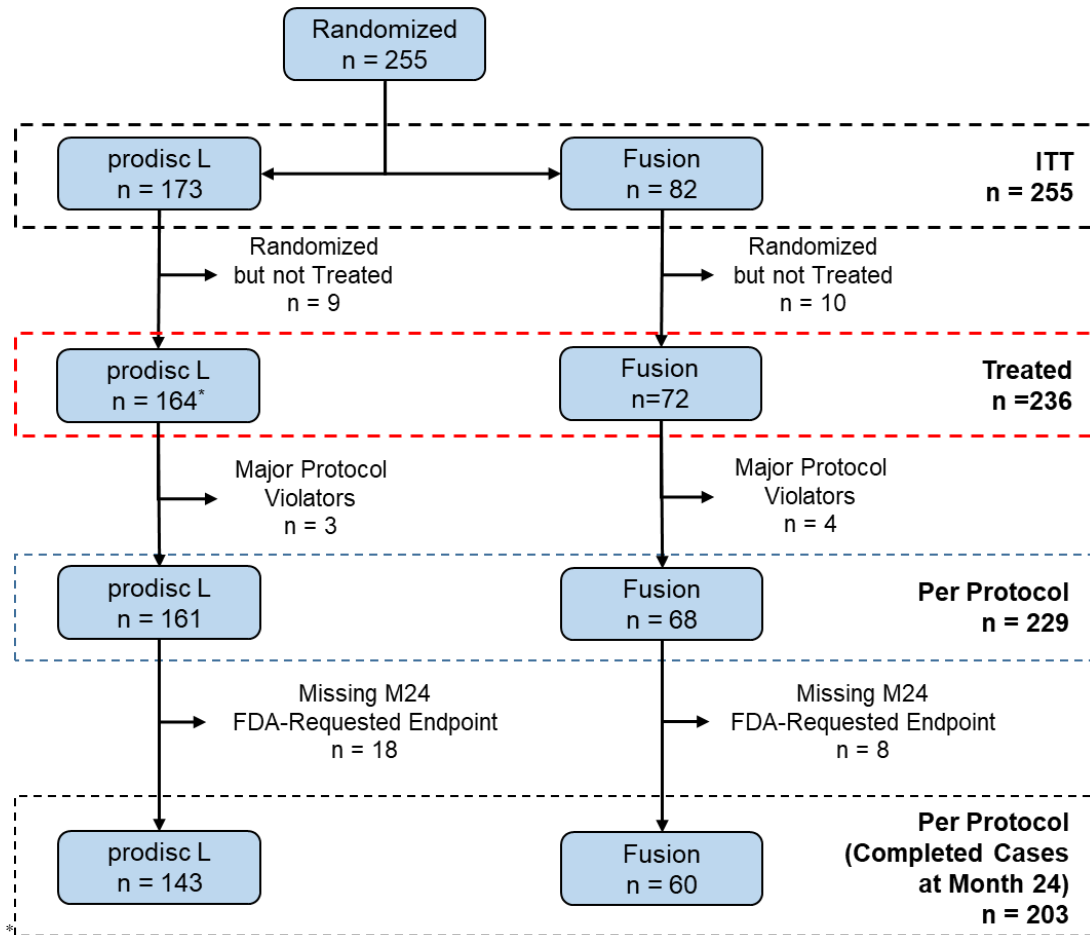 Randomized
n = 255
prodisc L
n = 173
Fusion
n = 82
ITT
n = 255
Randomized
but not Treated
n = 9
Randomized
but not Treated
n = 10
prodisc L
n = 164*
Fusion
n=72
Treated
n =236
Major Protocol
Violators
n = 3
Major Protocol
Violators
n = 4
prodisc L
n = 161
Fusion
n = 68
Per Protocol
n = 229
Missing M24
FDA-Requested Endpoint
n = 18
Missing M24
FDA-Requested Endpoint
n = 8
prodisc L
n = 143
Fusion
n = 60
Per Protocol
(Completed Cases
at Month 24)
n = 203
*